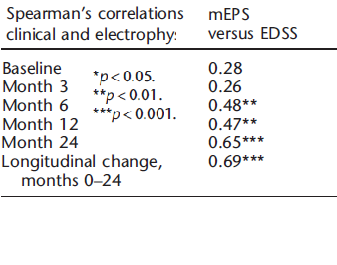 Spearman's correlations mEPS
clinical and electrophy: versus EDSS
Baseline 0.28
*p<0.05.
Month 3 0.26
**p<0.01.
Month 6 0.48**
***p<0.001.
Month 12 0.47**
Month 24 0.65***
Longitudinal change, 0.69***
months 0–24